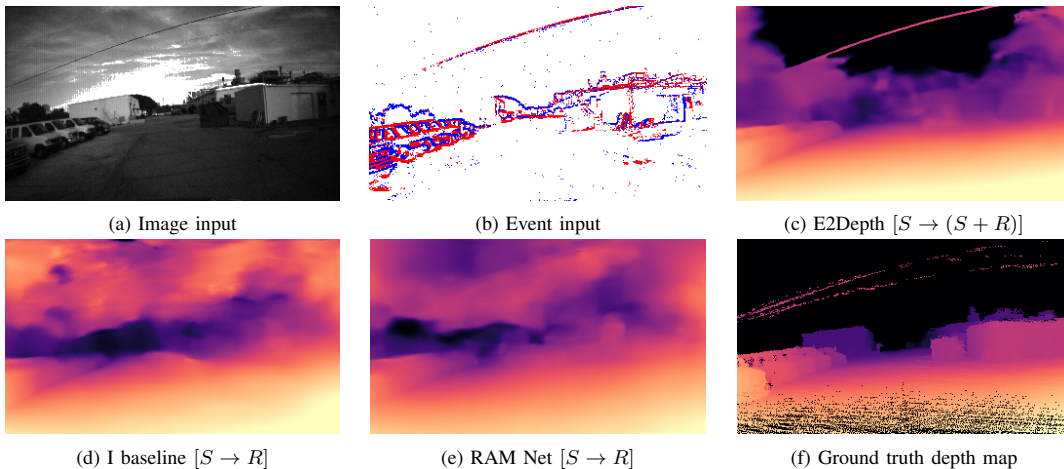 (a) Image input
(b) Event input
(c) E2Depth [S → (S + R)]
(d) I baseline [S → R]
(e) RAM Net [S → R]
(f) Ground truth depth map